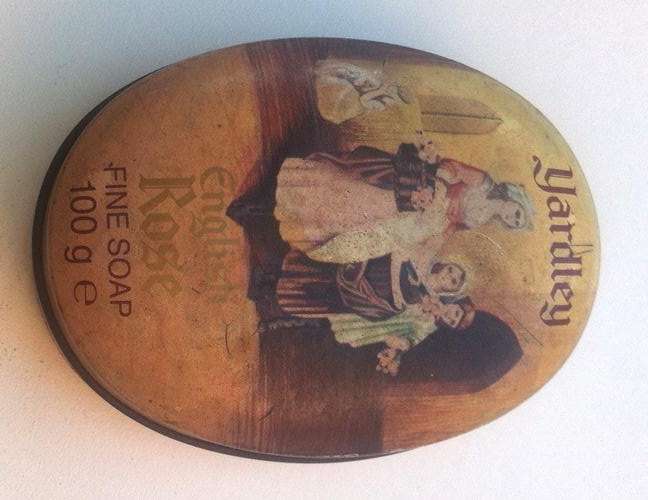 Yardley
English
Rose
FINE SOAP
100 g e